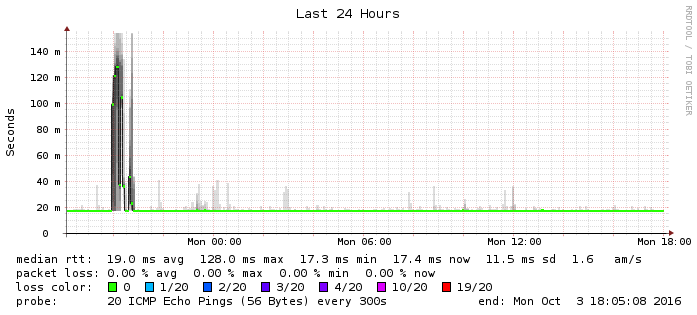 Last 24 Hours
RRDTOOL / TOBI OETIKER
Seconds
140 m
120 m
100 m
80 m
60 m
40 m
20 m
0
Mon 00:00 Mon 06:00 Mon 12:00 Mon 18:00
median rtt: 19.0 ms avg 128.0 ms max 17.3 ms min 17.4 ms now 11.5 ms sd 1.6 am/s
packet loss: 0.00 % avg 0.00 % max 0.00 % min 0.00 % now
loss color: 0 1/20 2/20 3/20 4/20 10/20 19/20
probe: 20 ICMP Echo Pings (56 Bytes) every 300s end: Mon Oct 3 18:05:08 2016